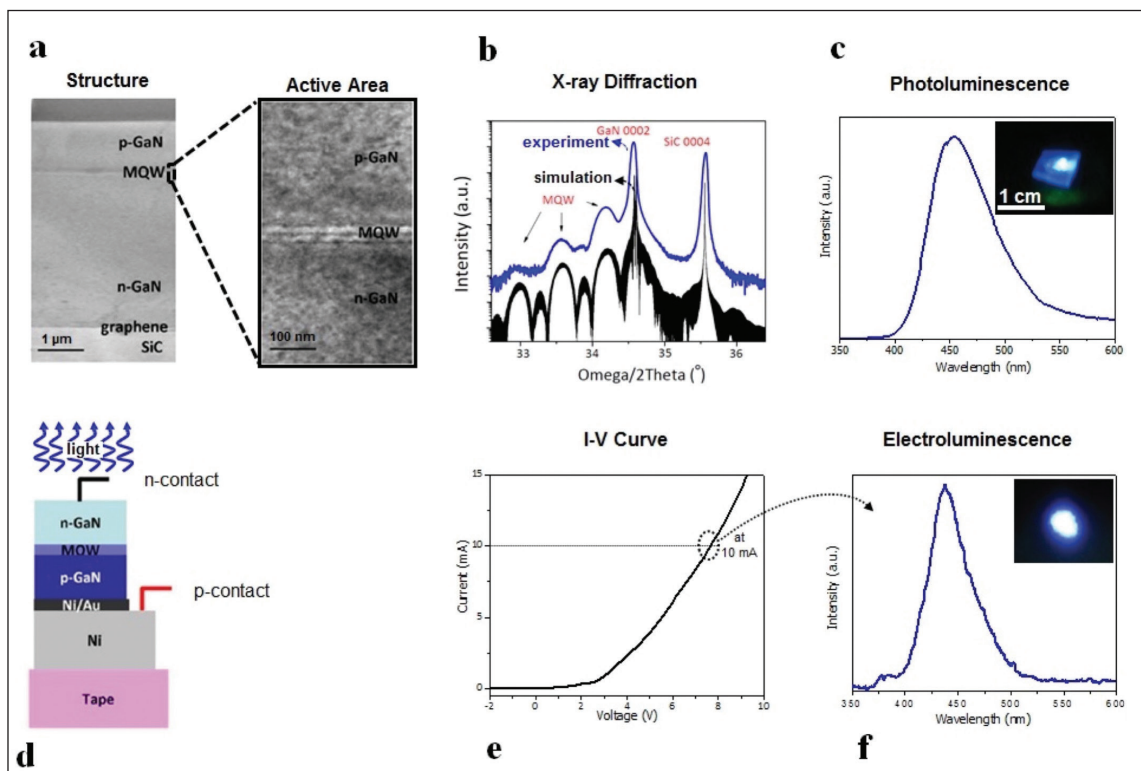 a
Structure
p-GaN
MQW
n-GaN
graphene
SiC
1 µm
Active Area
p-GaN
MQW
n-GaN
100 nm
b
X-ray Diffraction
GaN 0002
SiC 0004
experiment
simulation
MQW
Intensity (a.u.)
33 34 35 36
Omega/2Theta (°)
c
Photoluminescence
1 cm
Intensity (a.u.)
350 400 450 500 550 600
Wavelength (nm)
d
light
n-contact
n-GaN
MQW
p-GaN
p-contact
Ni/Au
Ni
Tape
e
I-V Curve
15
10
5
0
Current (mA)
at
10 mA
-2 0 2 4 6 8 10
Voltage (V)
f
Electroluminescence
Intensity (a.u.)
350 400 450 500 550 600
Wavelength (nm)